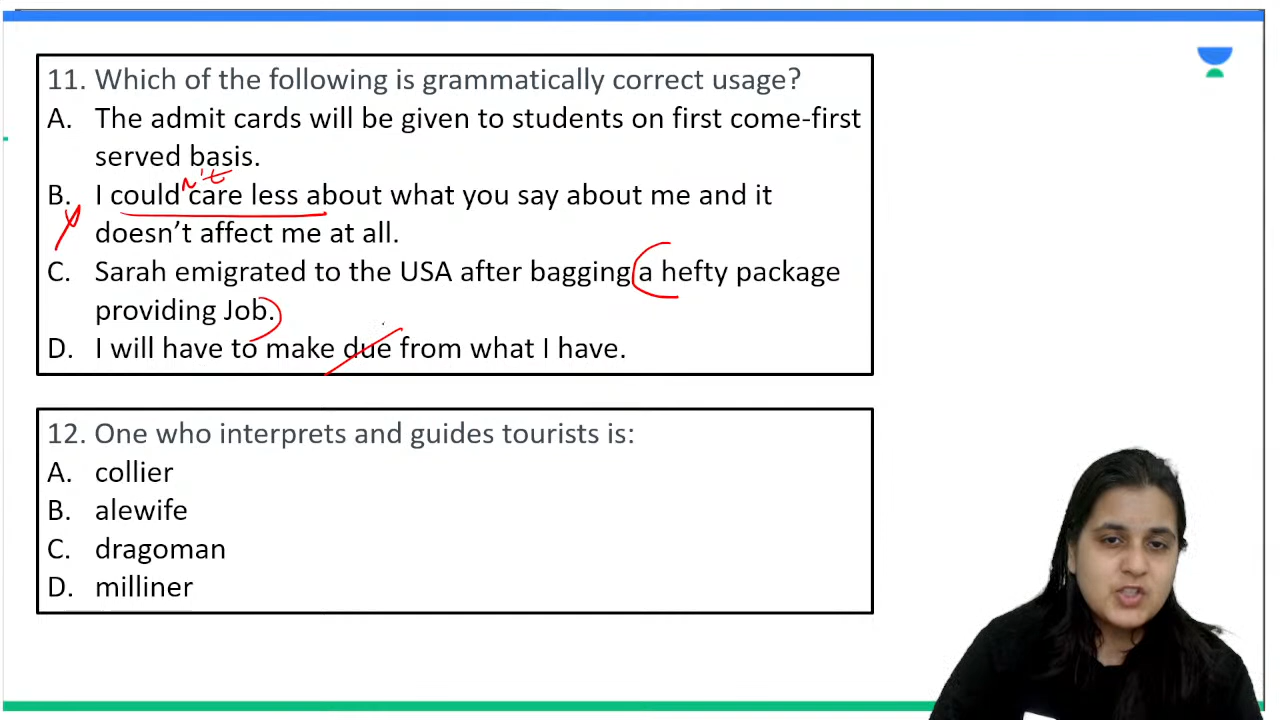 11. Which of the following is grammatically correct usage?
A. The admit cards will be given to students on first come-first
served basis.
n't
B. I could care less about what you say about me and it
doesn't affect me at all.
C. Sarah emigrated to the USA after bagging a hefty package
providing Job.
D. I will have to make due from what I have.
12. One who interprets and guides tourists is:
A. collier
B. alewife
C. dragoman
D. milliner